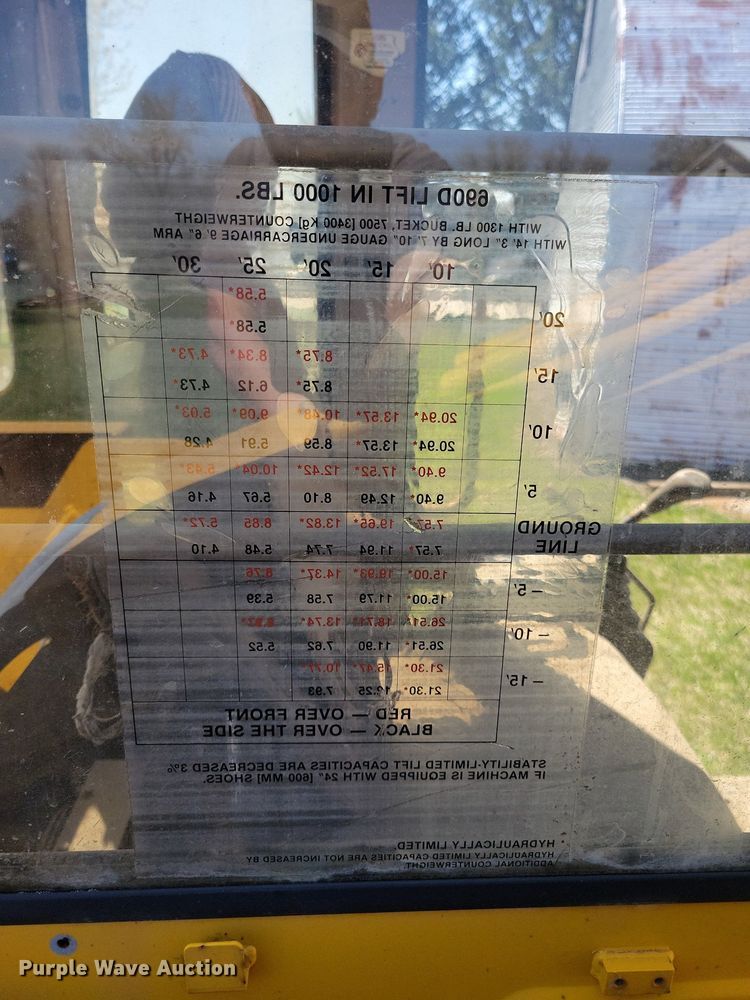 690D LIFT IN 1000 LBS.
WITH 1300 LB. BUCKET, 7500 [3400 Kg] COUNTERWEIGHT
WITH 14' 3" LONG BY 7' 10" GAUGE UNDERCARRIAGE 9' 6" ARM
10' 15' 20' 25' 30'
20' 5.58*
5.58*
15' 8.75* 8.34* 4.73*
8.75* 6.12 4.73*
10' 20.94* 13.57* 10.48* 9.09* 5.03*
20.94* 13.57* 8.59 5.91 4.28
5' 9.40* 17.52* 12.42* 10.04*
9.40* 12.49 8.10 5.67 4.16
GROUND LINE 7.57* 19.65* 13.82* 8.85 5.72*
7.57* 11.94 7.74 5.48 4.10
– 5' 15.00* 19.93* 14.37* 8.76
15.00* 11.79 7.58 5.39
– 10' 26.51* 18.71* 13.74*
26.51* 11.90 7.62 5.52
– 15' 21.30* 15.47* 10.77*
21.30* 12.25 7.93
RED — OVER FRONT
BLACK — OVER THE SIDE
STABILITY-LIMITED LIFT CAPACITIES ARE DECREASED 3%
IF MACHINE IS EQUIPPED WITH 24" [600 MM] SHOES.
* HYDRAULICALLY LIMITED.
HYDRAULICALLY LIMITED CAPACITIES ARE NOT INCREASED BY
ADDITIONAL COUNTERWEIGHT.
Purple Wave Auction